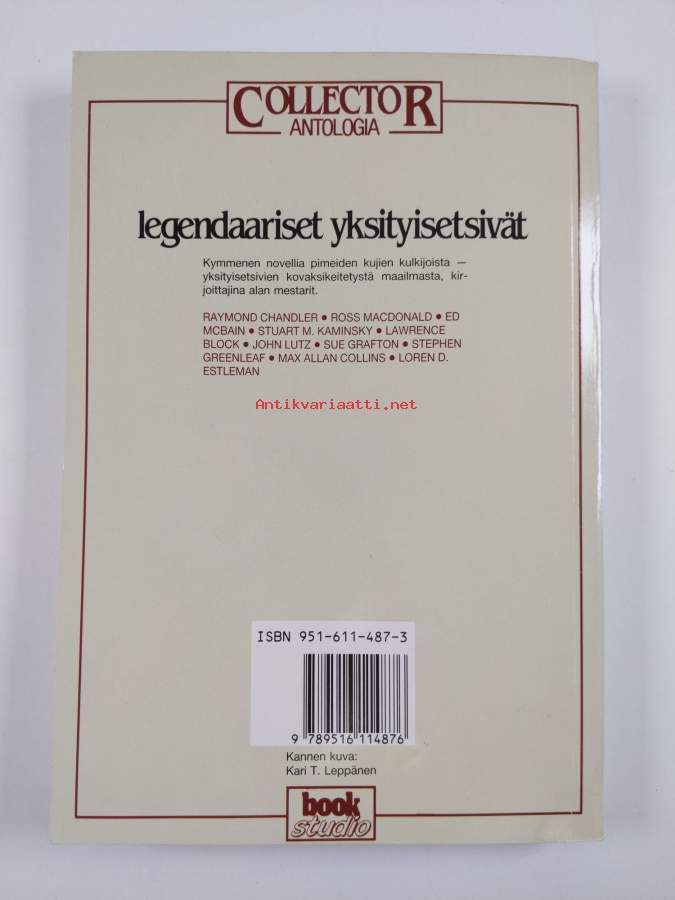 COLLECTOR
ANTOLOGIA
legendaariset yksityisetsivät
Kymmenen novellia pimeiden kujien kulkijoista —
yksityisetsivien kovaksikeitetystä maailmasta, kir-
joittajina alan mestarit.
RAYMOND CHANDLER ● ROSS MACDONALD ● ED
MCBAIN ● STUART M. KAMINSKY ● LAWRENCE
BLOCK ● JOHN LUTZ ● SUE GRAFTON ● STEPHEN
GREENLEAF ● MAX ALLAN COLLINS ● LOREN D.
ESTLEMAN
Antikvariaatti.net
ISBN 951-611-487-3
9 789516 114876
Kannen kuva:
Kari T. Leppänen
book
studio